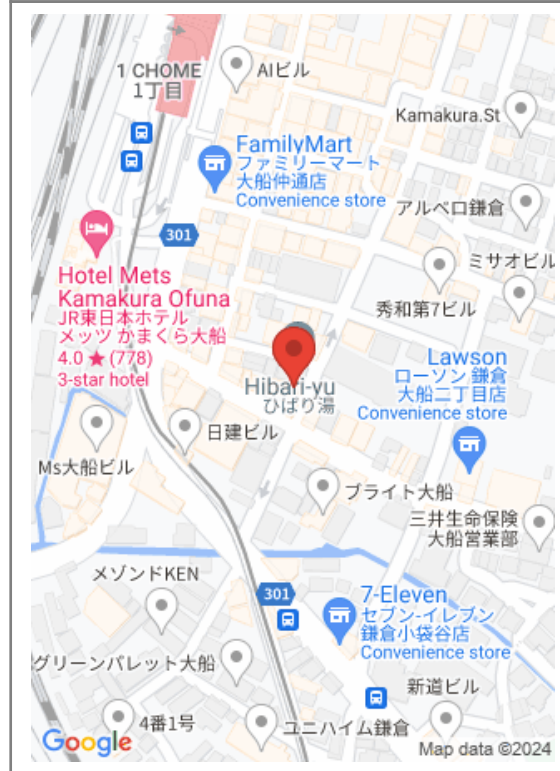 1 CHOME
1丁目
AIビル
Kamakura.St
FamilyMart
ファミリーマート
大船仲通店
Convenience store
アルベロ鎌倉
301
ミサオビル
Hotel Mets
Kamakura Ofuna
JR東日本ホテル
メッツ かまくら大船
4.0 ★ (778)
3-star hotel
秀和第7ビル
Lawson
ローソン 鎌倉
大船二丁目店
Convenience store
Hibari-yu
ひばり湯
日建ビル
Ms大船ビル
ブライト大船
三井生命保険
大船営業部
メゾンドKEN
301
7-Eleven
セブン-イレブン
鎌倉小袋谷店
Convenience store
グリーンパレット大船
新道ビル
4番1号
ユニハイム鎌倉
Google
Map data ©2024